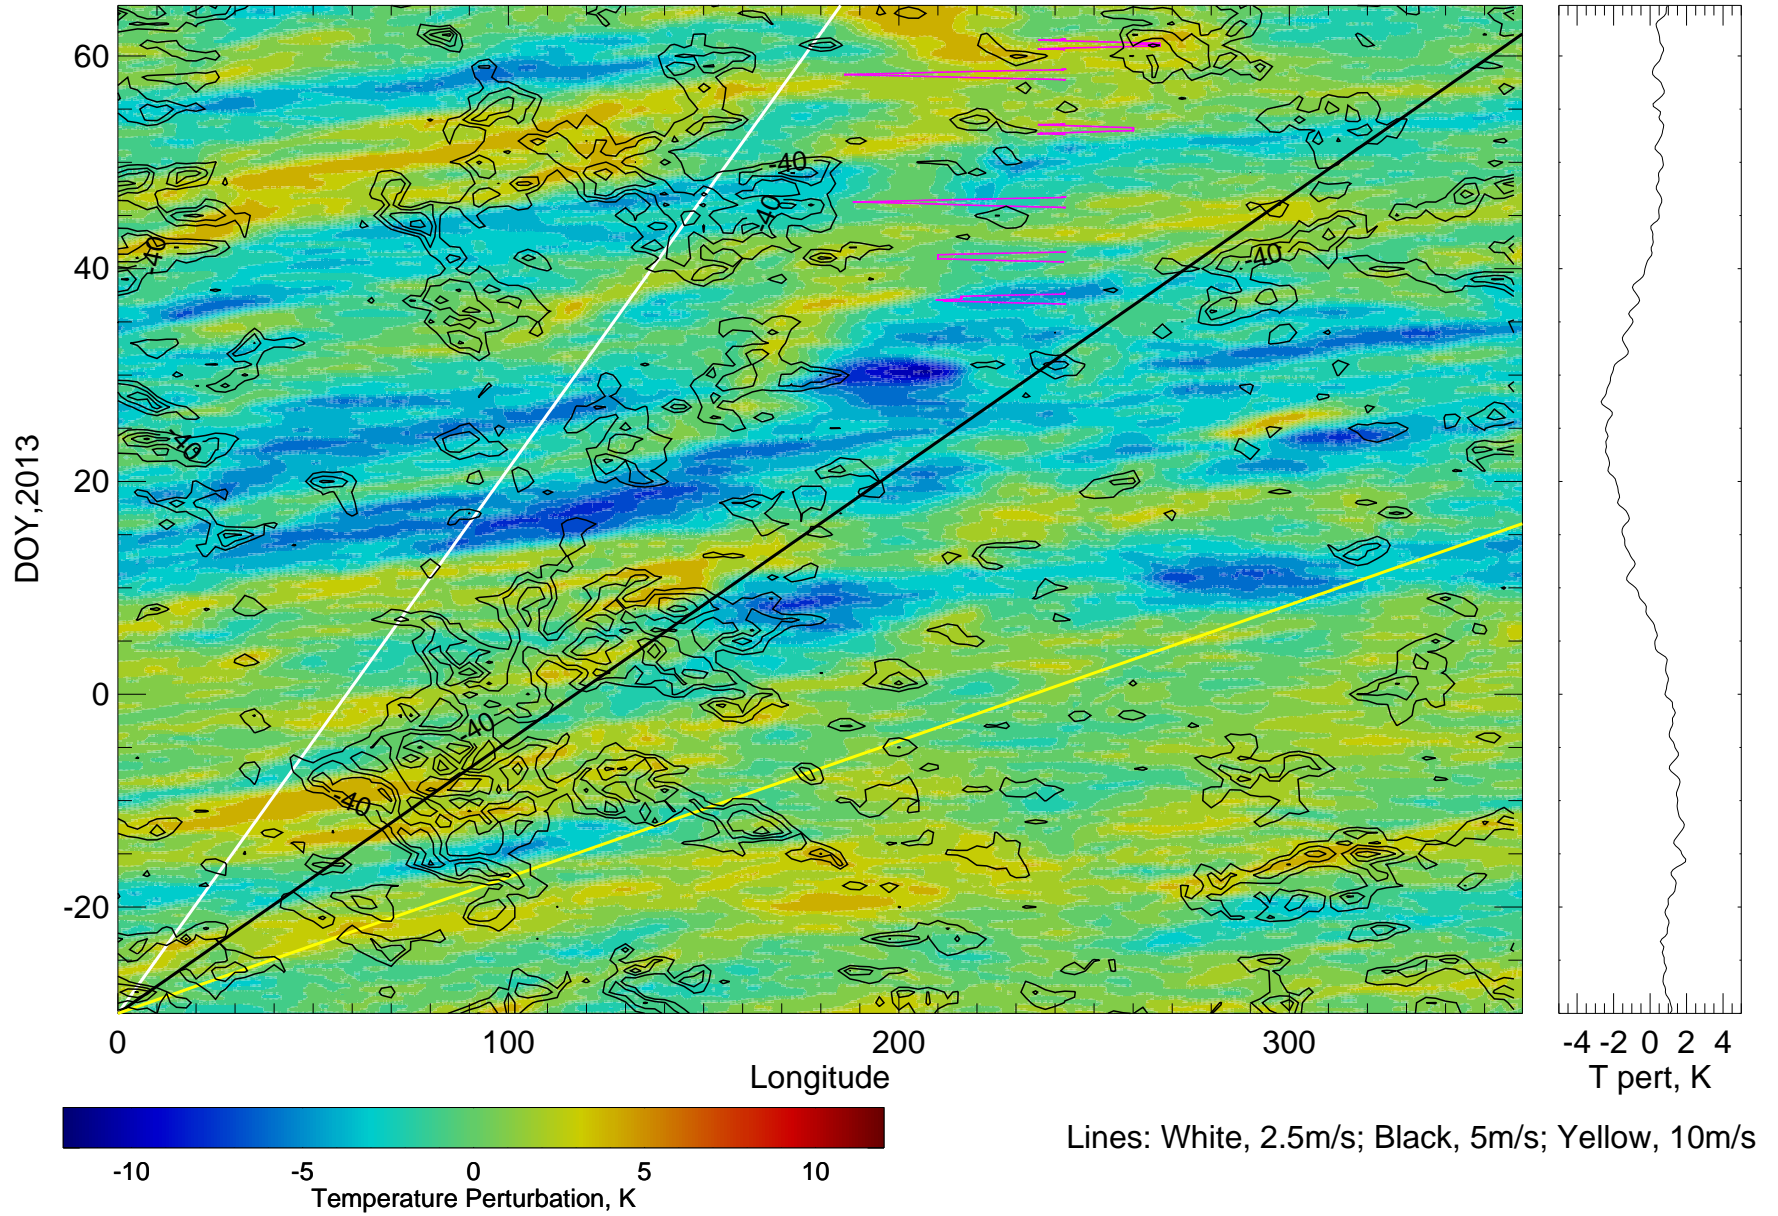 60
40
20
0
-20
DOY,2013
-40
-40
-40
-40
-40
-40
-40
0
100
200
300
Longitude
-4 -2 0 2 4
T pert, K
-10 -5 0 5 10
Temperature Perturbation, K
Lines: White, 2.5m/s; Black, 5m/s; Yellow, 10m/s